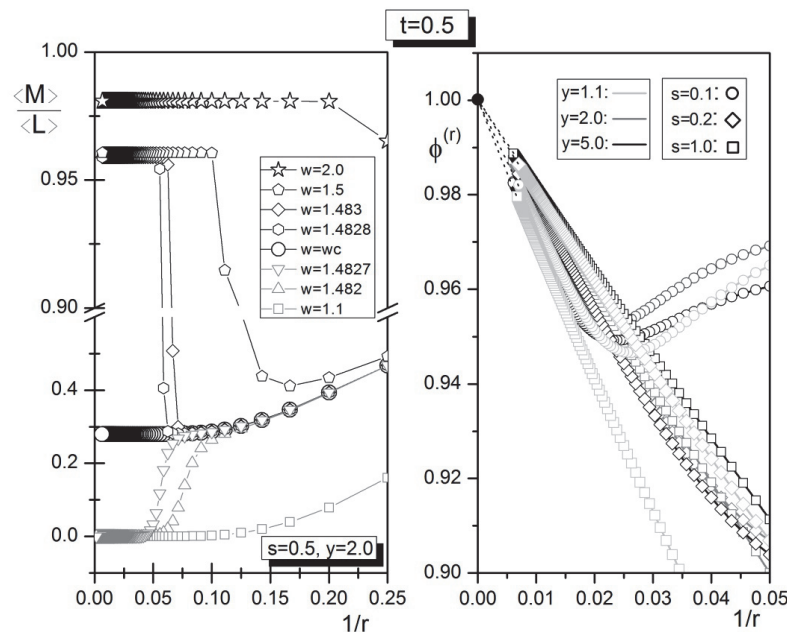 t=0.5
1.00
⟨M⟩
⟨L⟩
0.95
0.90
0.4
0.3
0.2
0.1
0.0
w=2.0
w=1.5
w=1.483
w=1.4828
w=wc
w=1.4827
w=1.482
w=1.1
s=0.5, y=2.0
0.00 0.05 0.10 0.15 0.20 0.25
1/r
1.00
ϕ(r)
0.98
0.96
0.94
0.92
0.90
y=1.1:
y=2.0:
y=5.0:
s=0.1:
s=0.2:
s=1.0:
0.00 0.01 0.02 0.03 0.04 0.05
1/r